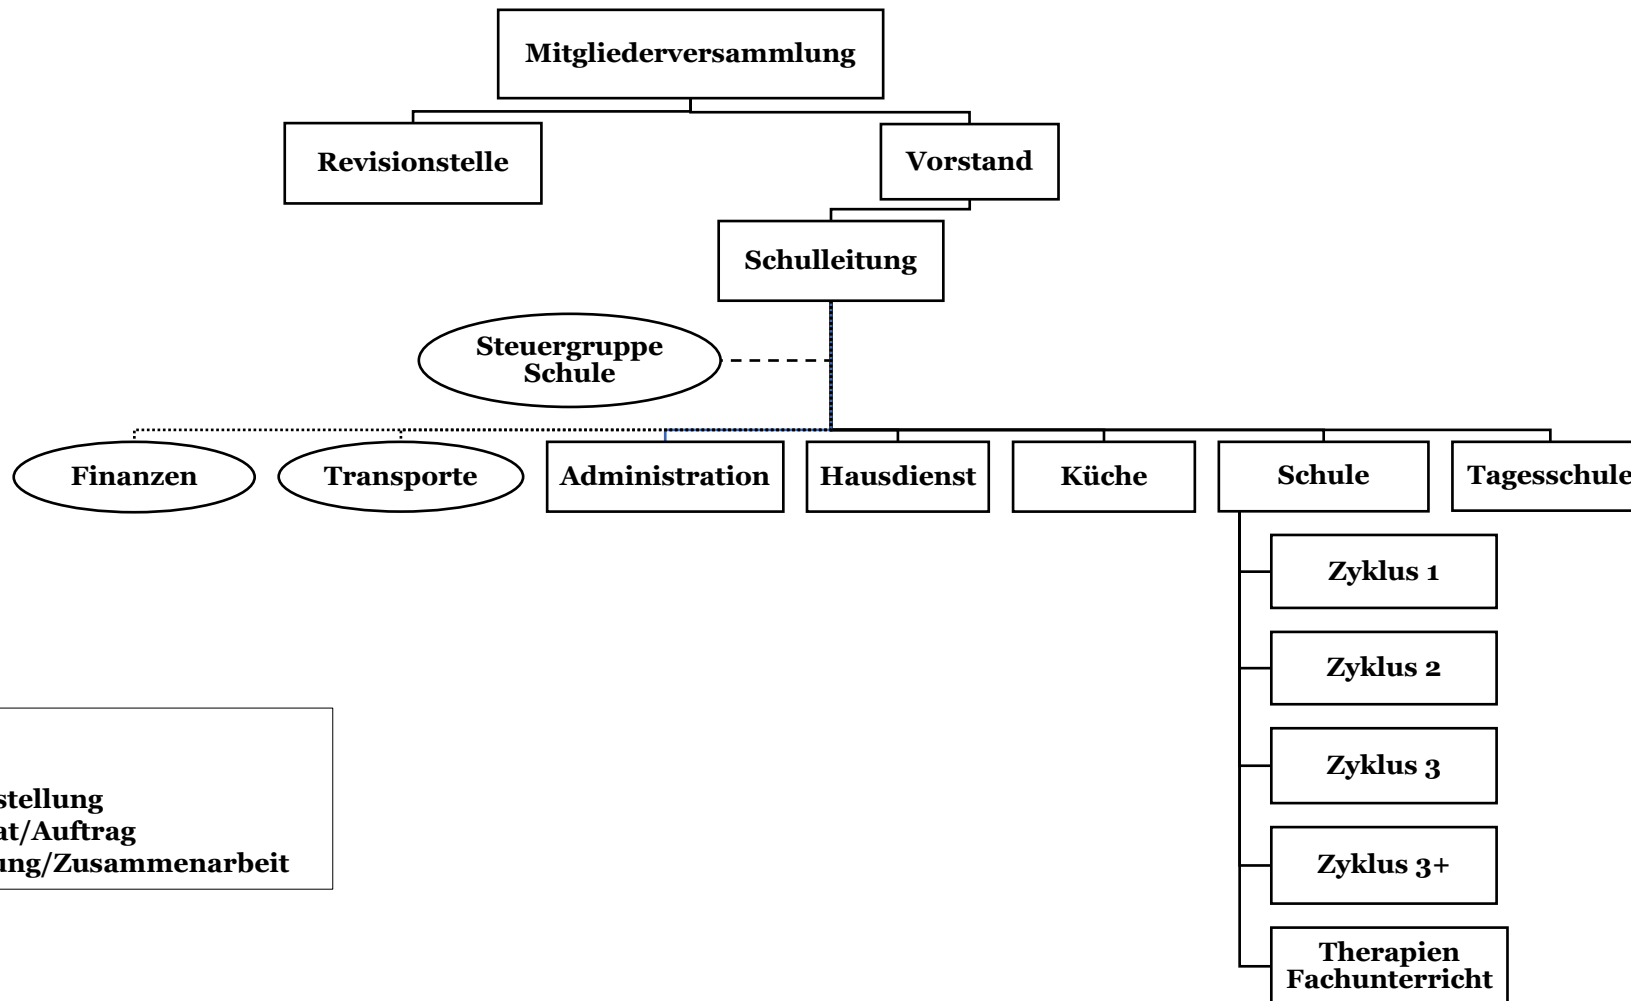 Mitgliederversammlung
Revisionstelle
Vorstand
Schulleitung
Steuergruppe
Schule
Finanzen
Transporte
Administration
Hausdienst
Küche
Schule
Tagesschule
Zyklus 1
Zyklus 2
Zyklus 3
Zyklus 3+
Therapien
Fachunterricht
stellung
at/Auftrag
ung/Zusammenarbeit